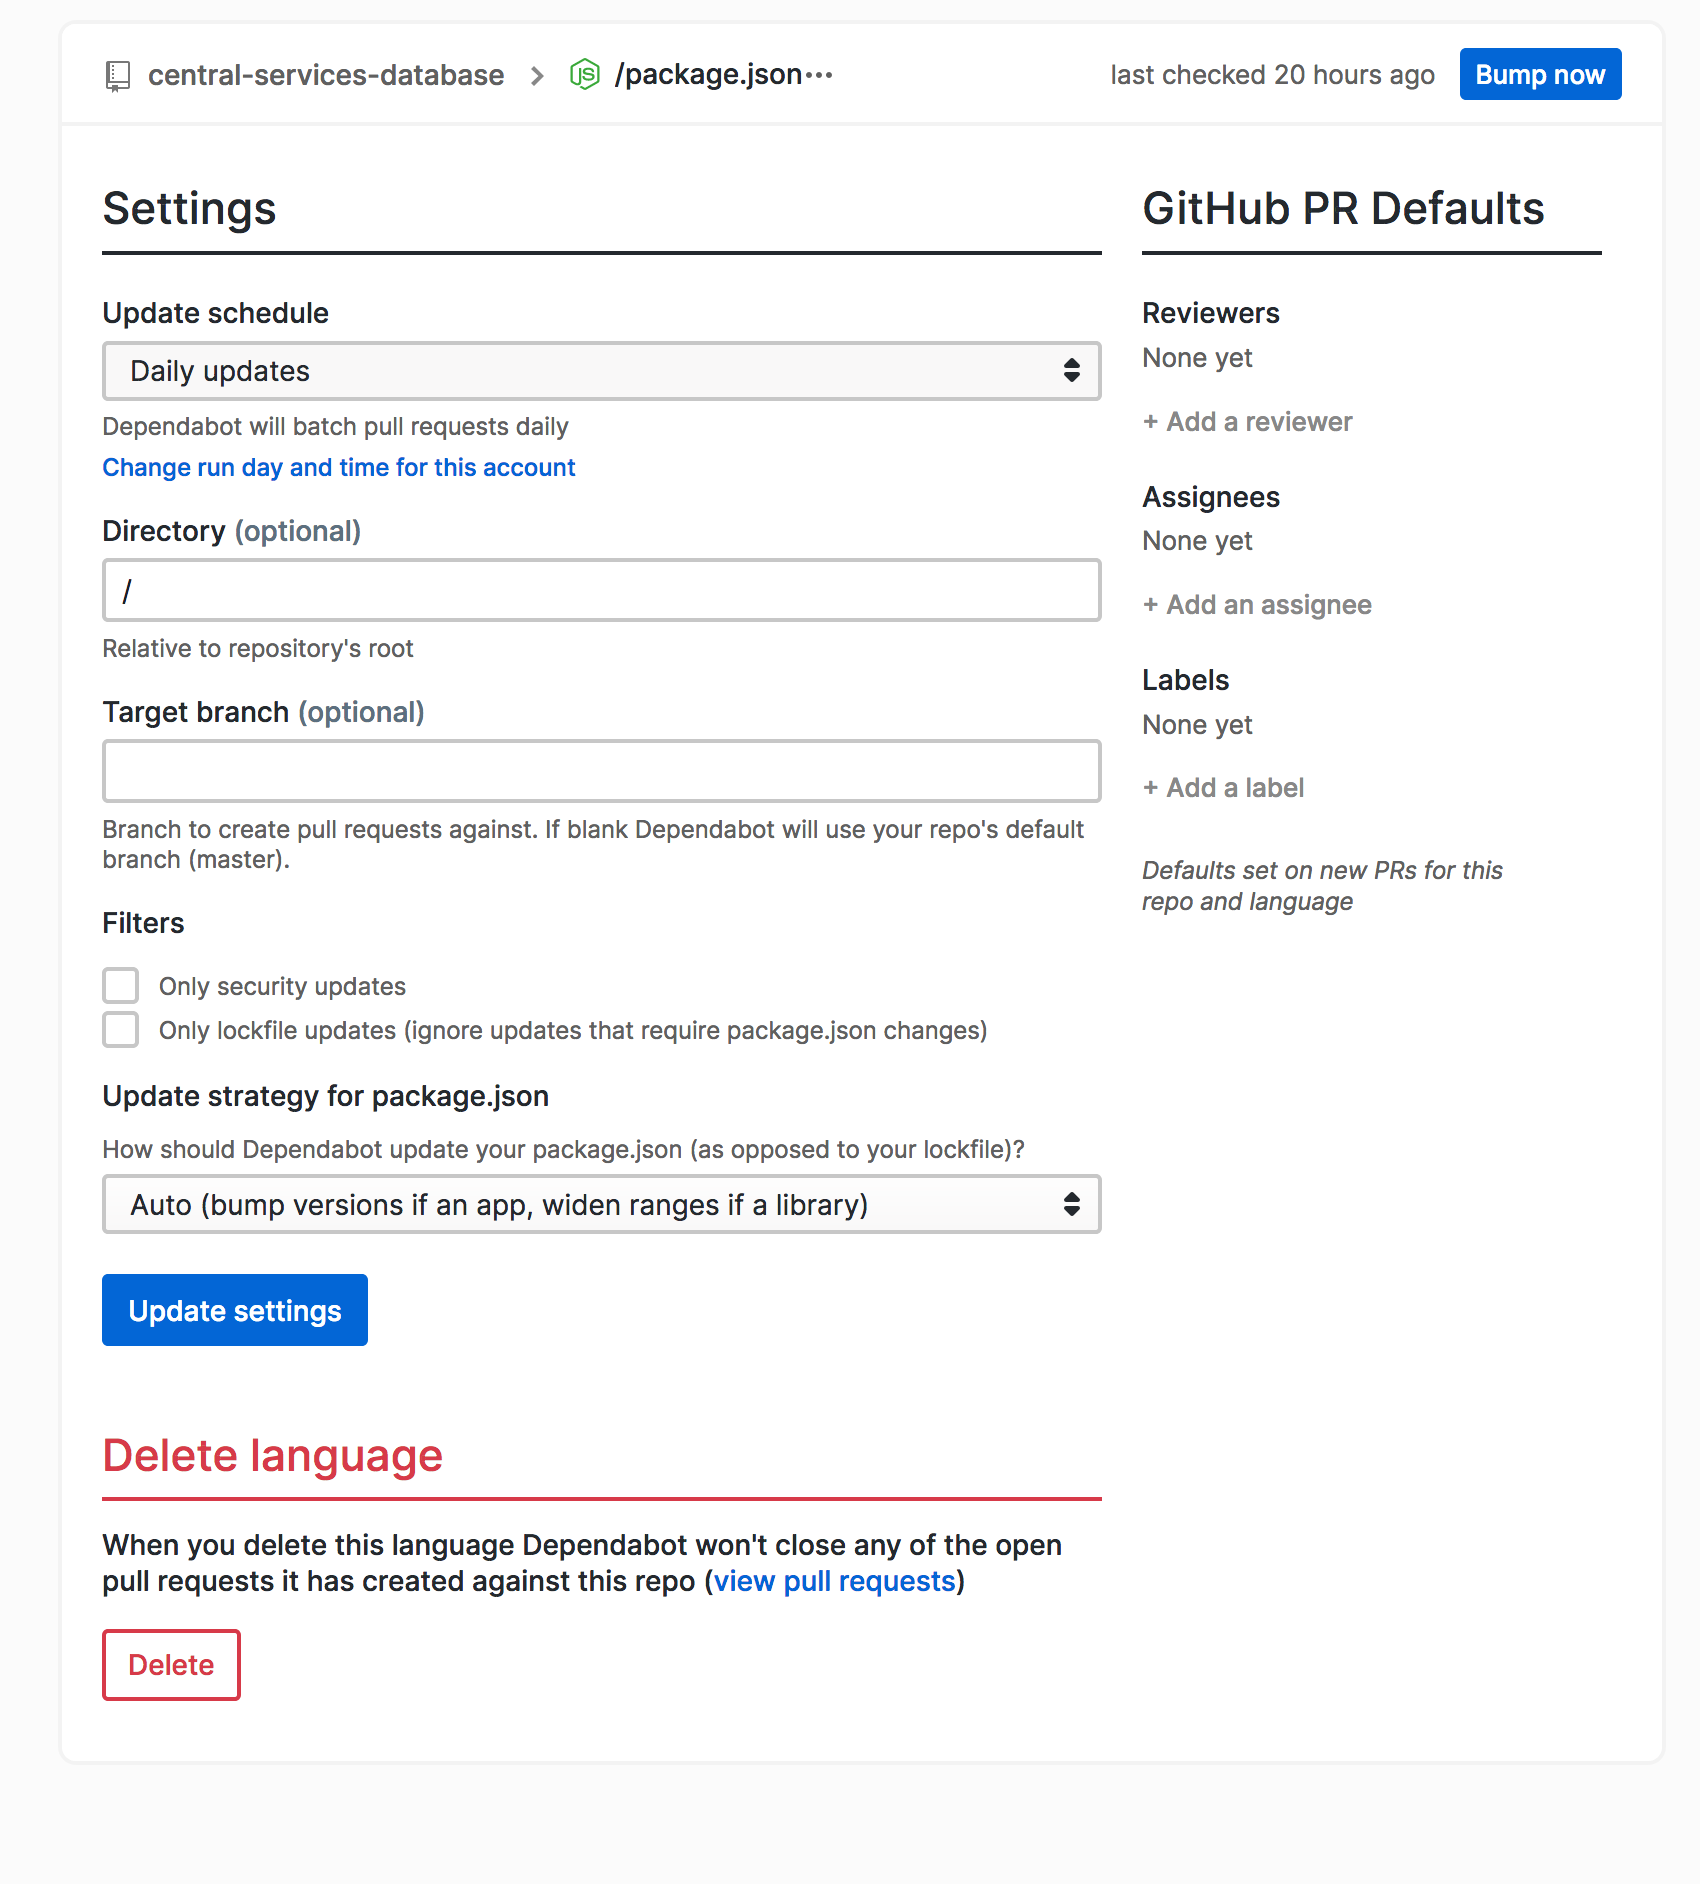 central-services-database > JS /package.json···
last checked 20 hours ago
Bump now
Settings
Update schedule
Daily updates
Dependabot will batch pull requests daily
Change run day and time for this account
Directory (optional)
/
Relative to repository's root
Target branch (optional)
Branch to create pull requests against. If blank Dependabot will use your repo's default
branch (master).
Filters
Only security updates
Only lockfile updates (ignore updates that require package.json changes)
Update strategy for package.json
How should Dependabot update your package.json (as opposed to your lockfile)?
Auto (bump versions if an app, widen ranges if a library)
Update settings
Delete language
When you delete this language Dependabot won't close any of the open
pull requests it has created against this repo (view pull requests)
Delete
GitHub PR Defaults
Reviewers
None yet
+ Add a reviewer
Assignees
None yet
+ Add an assignee
Labels
None yet
+ Add a label
Defaults set on new PRs for this
repo and language